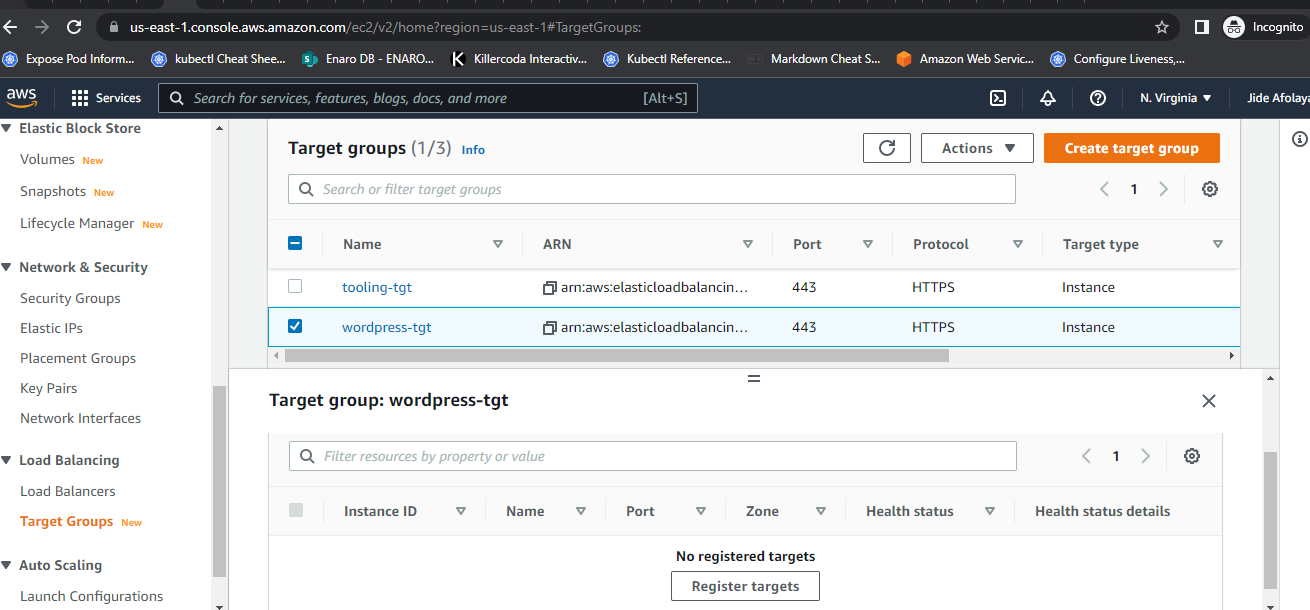 us-east-1.console.aws.amazon.com/ec2/v2/home?region=us-east-1#TargetGroups:
Incognito
Expose Pod Inform... kubectl Cheat Shee... Enaro DB - ENARO... Killercoda Interactiv... Kubectl Reference... Markdown Cheat S... Amazon Web Servic... Configure Liveness,...
aws Services Search for services, features, blogs, docs, and more [Alt+S] N. Virginia Jide Afolaya
Elastic Block Store
Volumes New
Snapshots New
Lifecycle Manager New
Network & Security
Security Groups
Elastic IPs
Placement Groups
Key Pairs
Network Interfaces
Load Balancing
Load Balancers
Target Groups New
Auto Scaling
Launch Configurations
Target groups (1/3) Info Actions Create target group
Search or filter target groups 1
Name ARN Port Protocol Target type
tooling-tgt arn:aws:elasticloadbalancin... 443 HTTPS Instance
wordpress-tgt arn:aws:elasticloadbalancin... 443 HTTPS Instance
Target group: wordpress-tgt
Filter resources by property or value 1
Instance ID Name Port Zone Health status Health status details
No registered targets
Register targets